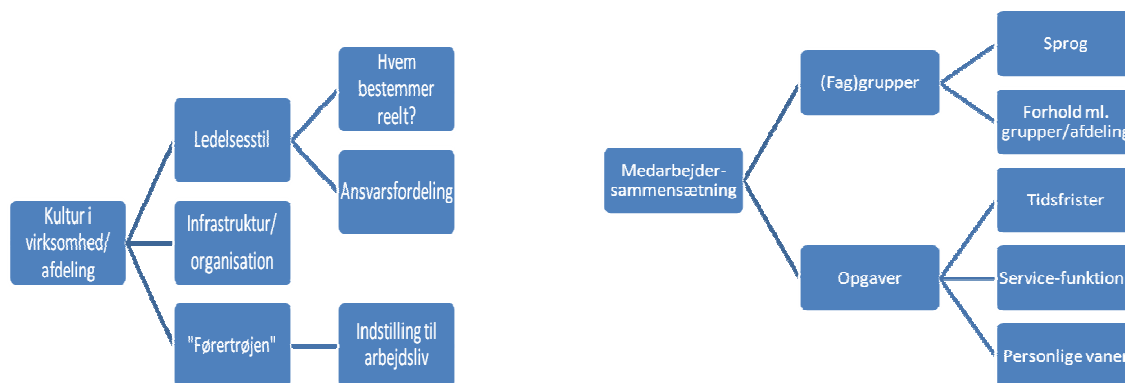 Kultur i
virksomhed/
afdeling
Ledelsesstil
Infrastruktur/
organisation
"Førertrøjen"
Hvem
bestemmer
reelt?
Ansvarsfordeling
Indstilling til
arbejdsliv
Medarbejder-
sammensætning
(Fag)grupper
Opgaver
Sprog
Forhold ml.
grupper/afdeling
Tidsfrister
Service-funktion
Personlige vaner